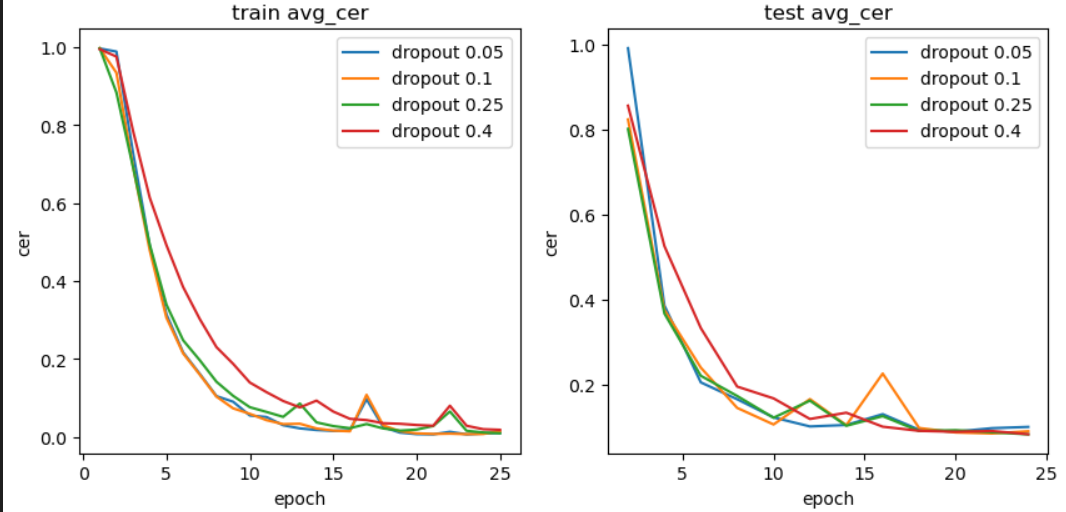 train avg_cer
1.0
0.8
0.6
0.4
0.2
0.0
cer
dropout 0.05
dropout 0.1
dropout 0.25
dropout 0.4
0
5
10
15
20
25
epoch
test avg_cer
1.0
0.8
0.6
0.4
0.2
cer
dropout 0.05
dropout 0.1
dropout 0.25
dropout 0.4
5
10
15
20
25
epoch